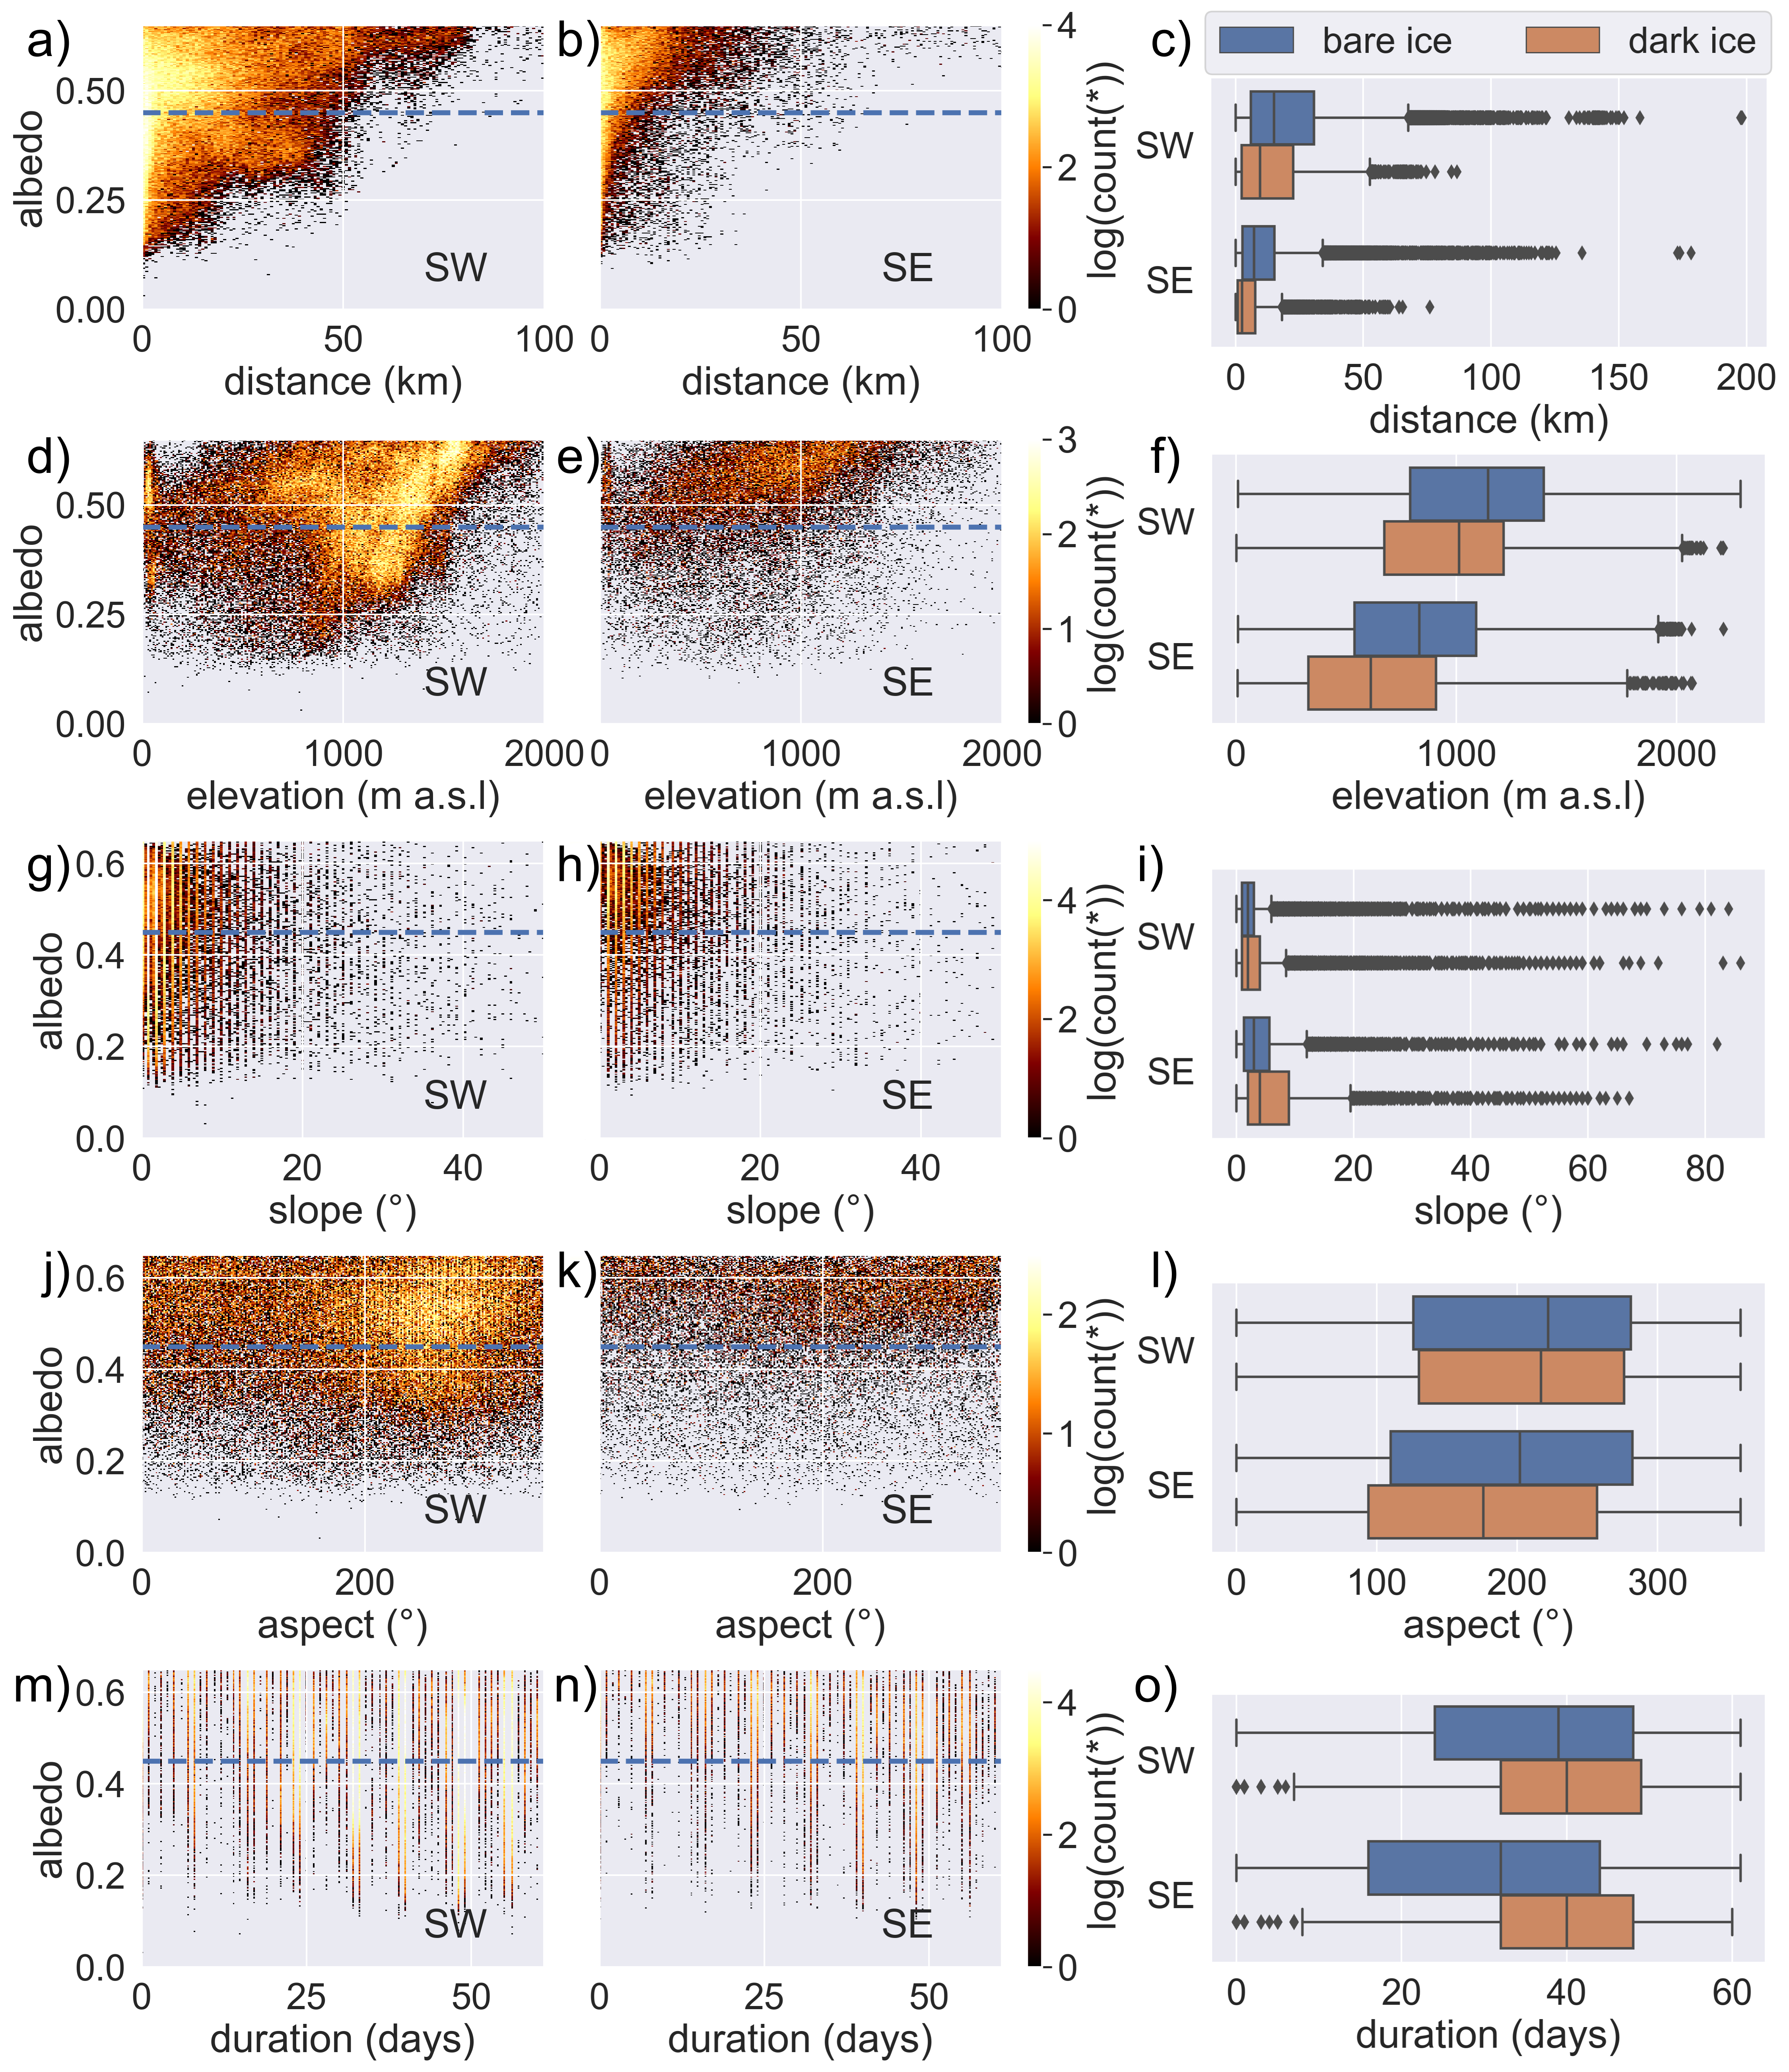 a)
albedo
0.50
0.25
0.00
SW
0 50 100
distance (km)
b)
SE
0 50 100
distance (km)
4
2
0
log(count(*))
c)
bare ice dark ice
SW
SE
0 50 100 150 200
distance (km)
d)
albedo
0.50
0.25
0.00
SW
0 1000 2000
elevation (m a.s.l)
e)
SE
0 1000 2000
elevation (m a.s.l)
3
2
1
0
log(count(*))
f)
SW
SE
0 1000 2000
elevation (m a.s.l)
g)
albedo
0.6
0.4
0.2
0.0
SW
0 20 40
slope (°)
h)
SE
0 20 40
slope (°)
4
2
0
log(count(*))
i)
SW
SE
0 20 40 60 80
slope (°)
j)
albedo
0.6
0.4
0.2
0.0
SW
0 200
aspect (°)
k)
SE
0 200
aspect (°)
2
1
0
log(count(*))
l)
SW
SE
0 100 200 300
aspect (°)
m)
albedo
0.6
0.4
0.2
0.0
SW
0 25 50
duration (days)
n)
SE
0 25 50
duration (days)
4
2
0
log(count(*))
o)
SW
SE
0 20 40 60
duration (days)